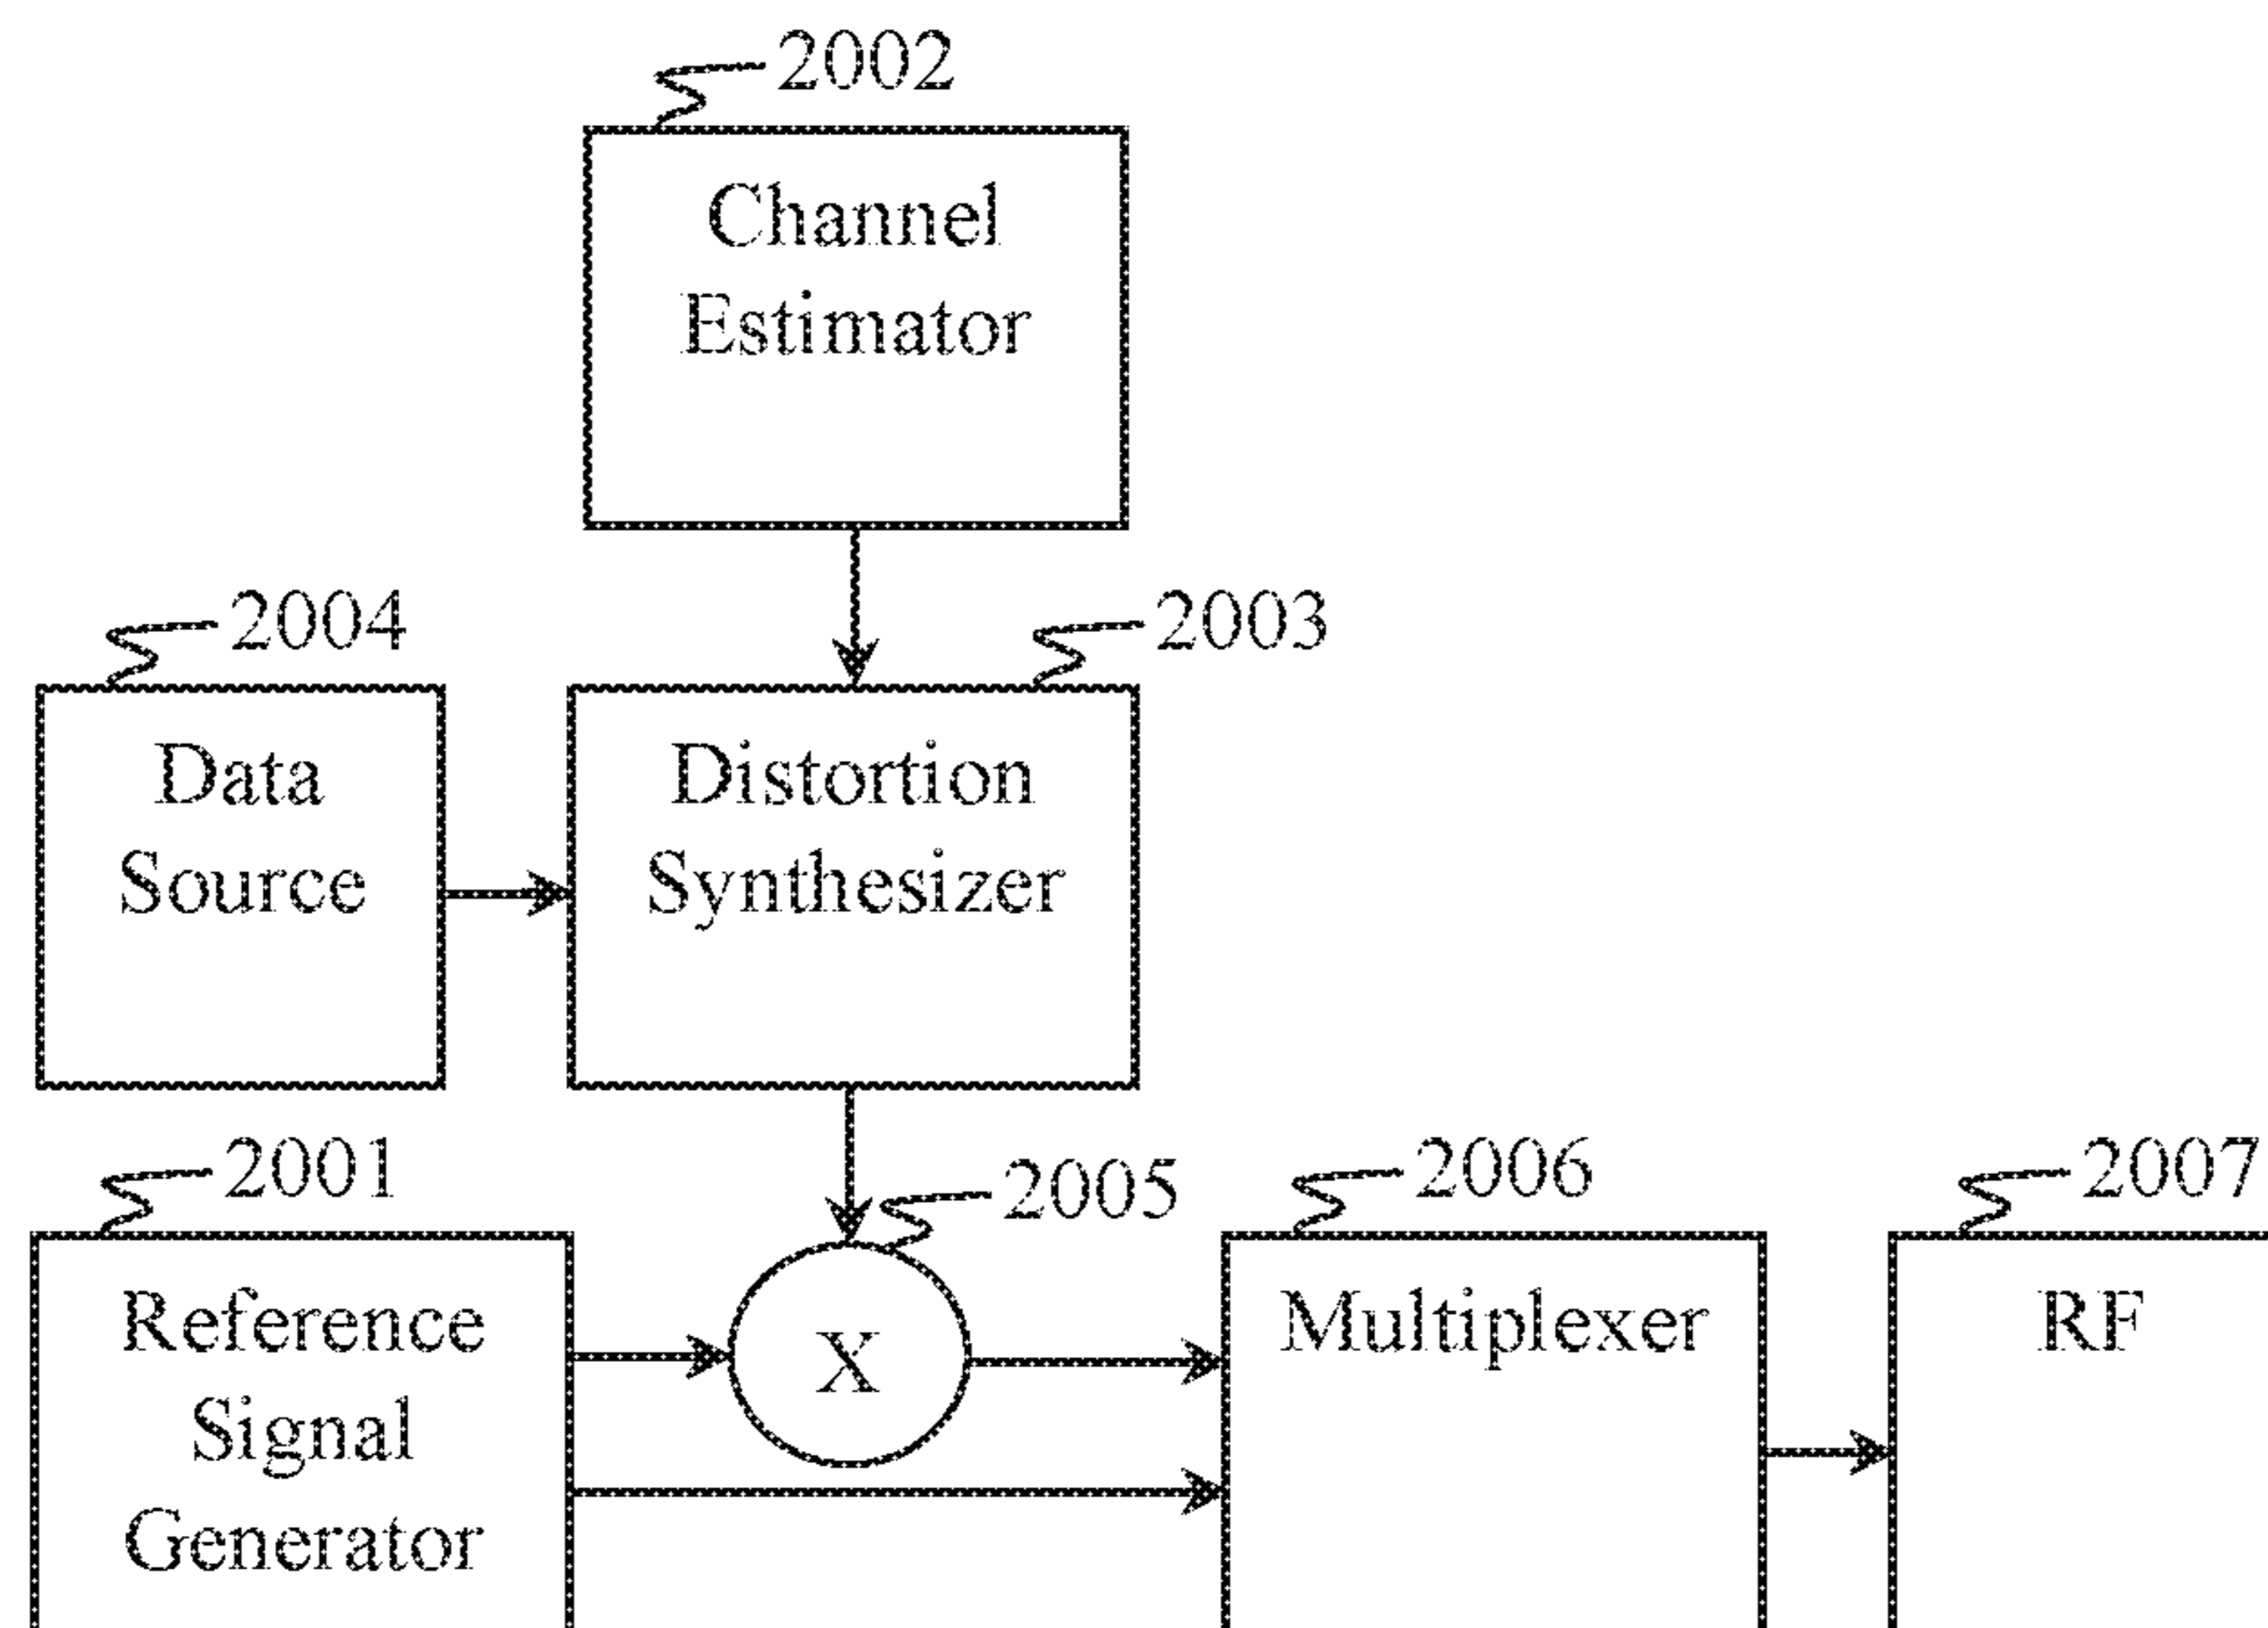 2002
Channel
Estimator
2004
2003
Data
Source
Distortion
Synthesizer
2001
2005
2006
2007
Reference
Signal
Generator
X
Multiplexer
RF